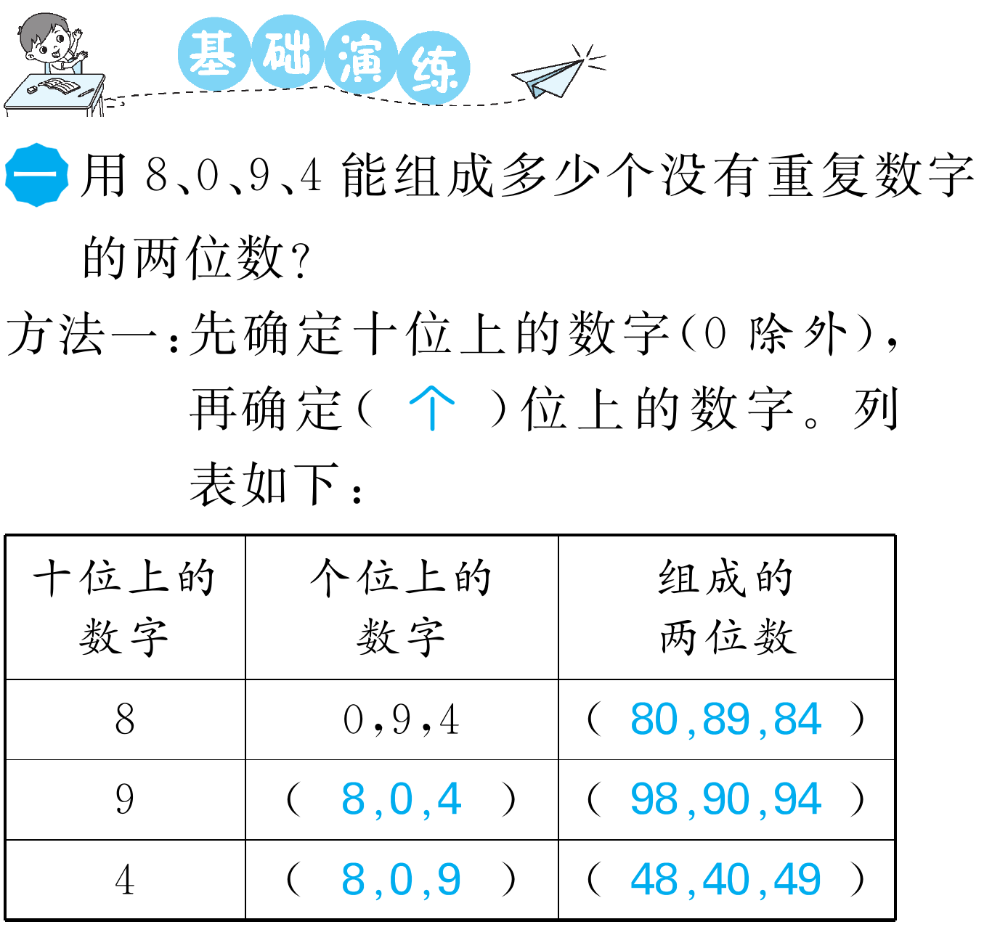 基础演练
一 用 8、0、9、4 能组成多少个没有重复数字
的两位数?
方法一:先确定十位上的数字(0 除外),
再确定( 个 )位上的数字。列
表如下:
十位上的数字 个位上的数字 组成的两位数
8 0,9,4 ( 80,89,84 )
9 ( 8,0,4 ) ( 98,90,94 )
4 ( 8,0,9 ) ( 48,40,49 )